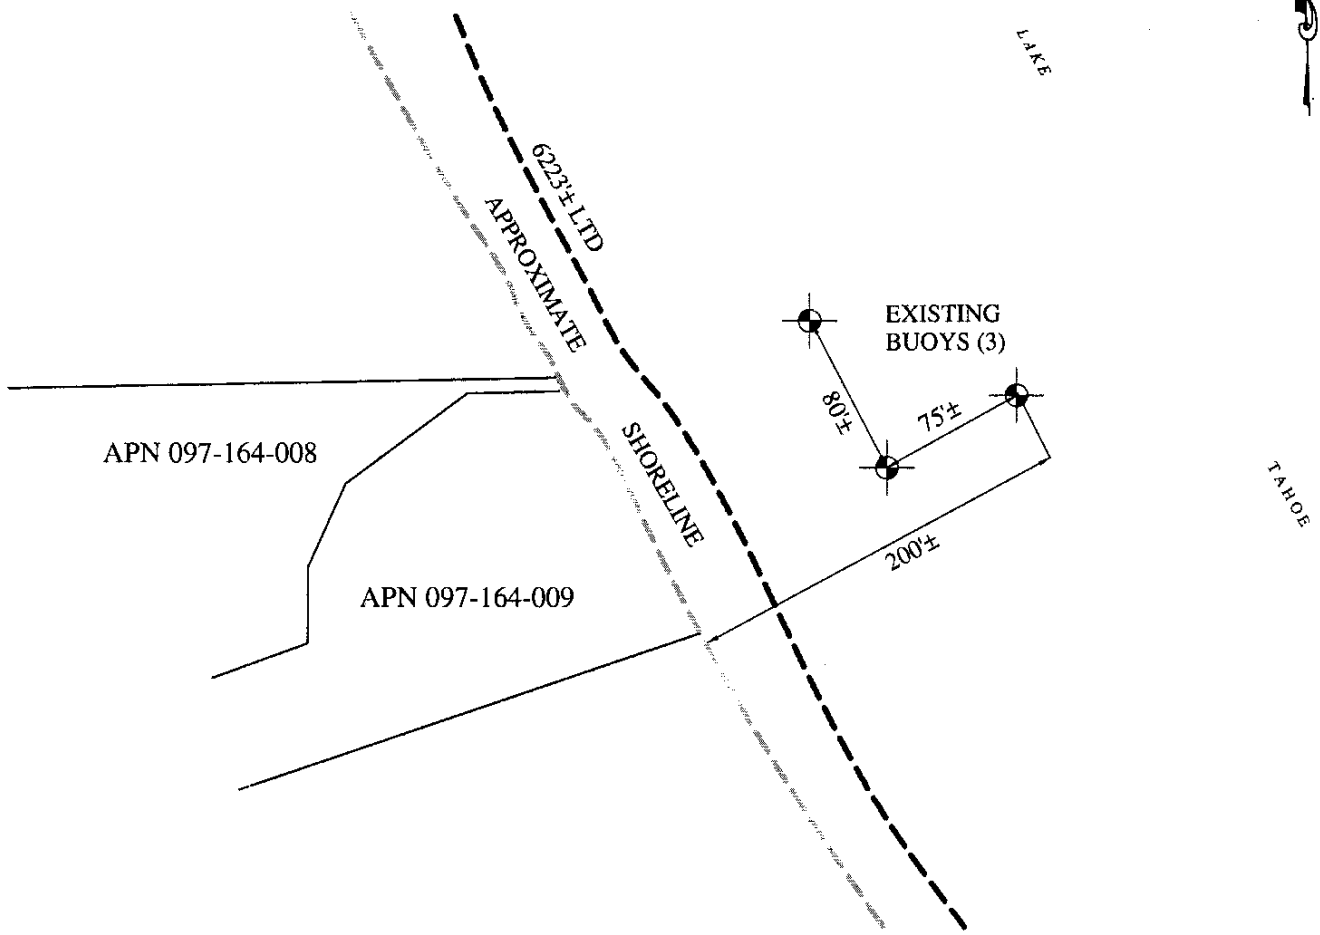 LAKE
6223'± LTD
APPROXIMATE
SHORELINE
EXISTING
BUOYS (3)
80'±
75'±
200'±
APN 097-164-008
APN 097-164-009
TAHOE